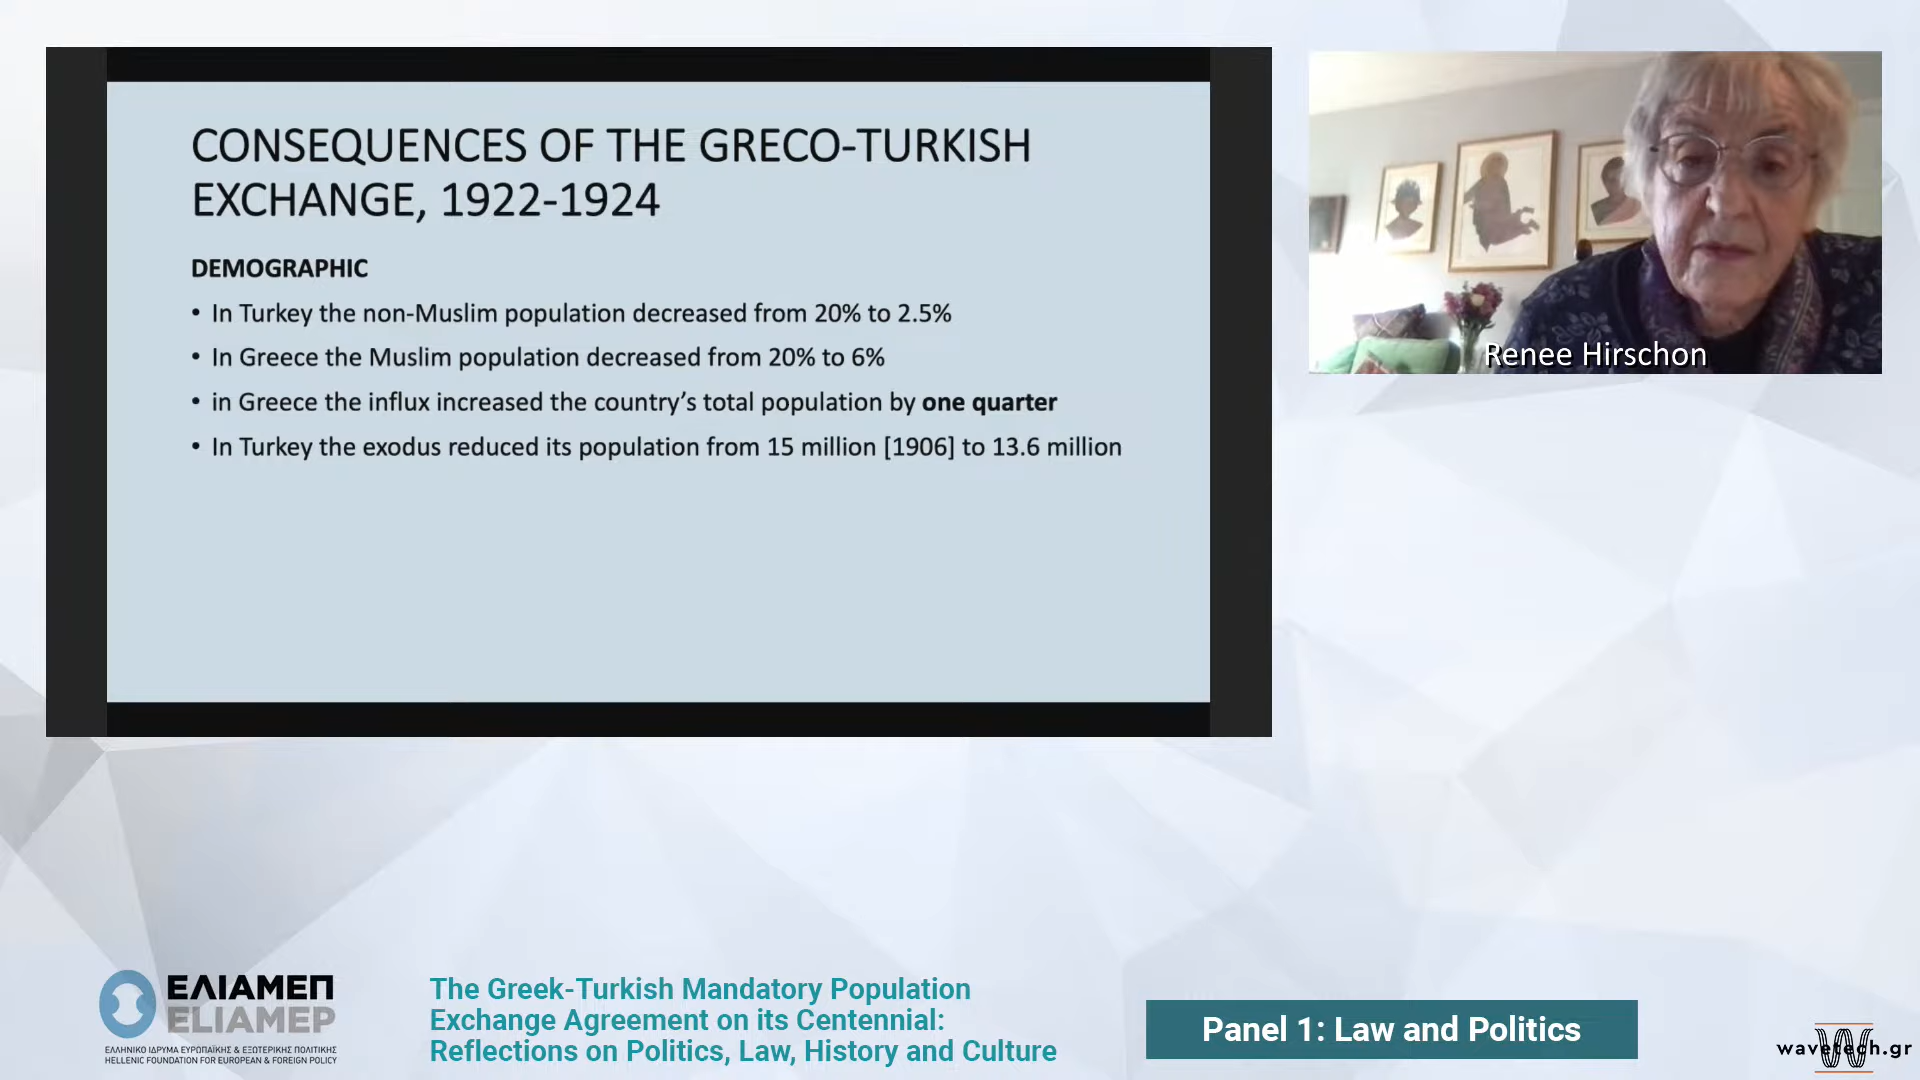 CONSEQUENCES OF THE GRECO-TURKISH
EXCHANGE, 1922-1924
DEMOGRAPHIC
• In Turkey the non-Muslim population decreased from 20% to 2.5%
• In Greece the Muslim population decreased from 20% to 6%
• in Greece the influx increased the country’s total population by one quarter
• In Turkey the exodus reduced its population from 15 million [1906] to 13.6 million
Renee Hirschon
ΕΛΙΑΜΕΠ
ELIAMEP
ΕΛΛΗΝΙΚΟ ΙΔΡΥΜΑ ΕΥΡΩΠΑΪΚΗΣ & ΕΞΩΤΕΡΙΚΗΣ ΠΟΛΙΤΙΚΗΣ
HELLENIC FOUNDATION FOR EUROPEAN & FOREIGN POLICY
The Greek-Turkish Mandatory Population
Exchange Agreement on its Centennial:
Reflections on Politics, Law, History and Culture
Panel 1: Law and Politics
wavetech.gr